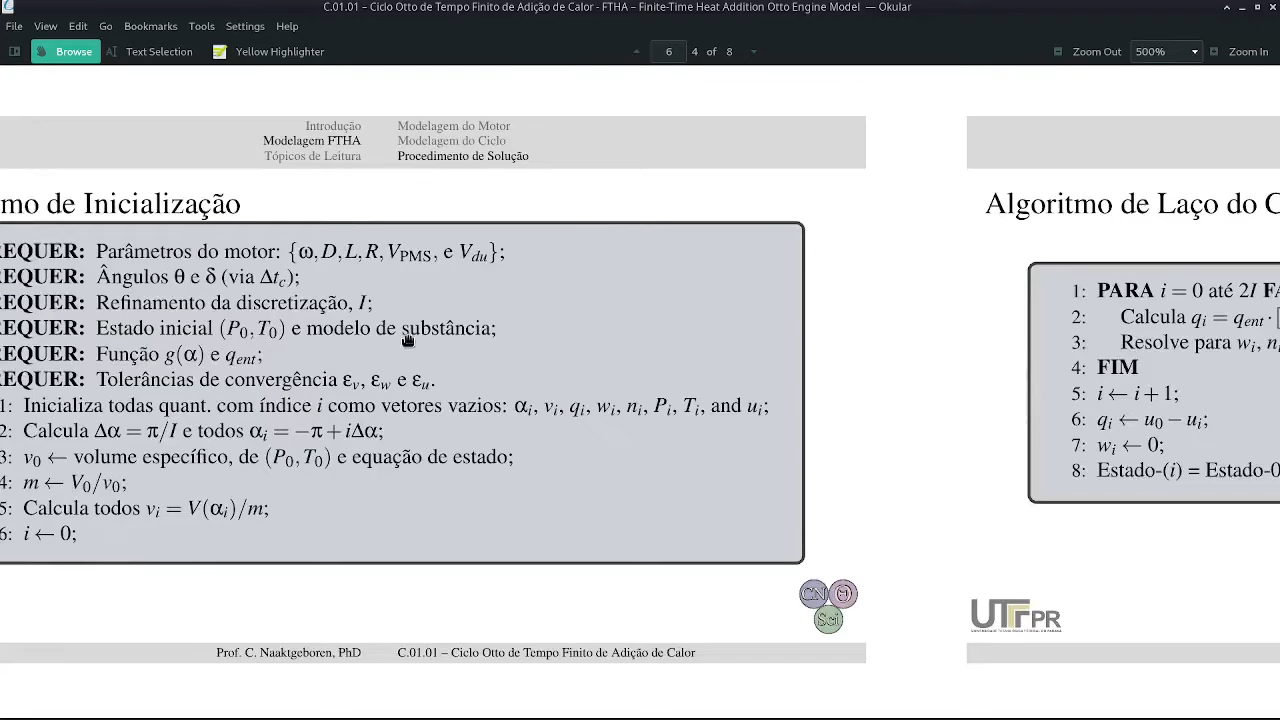 C.01.01 – Ciclo Otto de Tempo Finito de Adição de Calor - FTHA – Finite-Time Heat Addition Otto Engine Model — Okular
File View Edit Go Bookmarks Tools Settings Help
Browse Text Selection Yellow Highlighter 6 4 of 8 Zoom Out 500% Zoom In
Introdução
Modelagem FTHA
Tópicos de Leitura
Modelagem do Motor
Modelagem do Ciclo
Procedimento de Solução
mo de Inicialização
REQUER: Parâmetros do motor: {ω, D, L, R, V_PMS, e V_du};
REQUER: Ângulos θ e δ (via Δt_c);
REQUER: Refinamento da discretização, I;
REQUER: Estado inicial (P_0, T_0) e modelo de substância;
REQUER: Função g(α) e q_ent;
REQUER: Tolerâncias de convergência ε_v, ε_w e ε_u.
1: Inicializa todas quant. com índice i como vetores vazios: α_i, v_i, q_i, w_i, n_i, P_i, T_i, and u_i;
2: Calcula Δα = π/I e todos α_i = −π + iΔα;
3: v_0 ← volume específico, de (P_0, T_0) e equação de estado;
4: m ← V_0/v_0;
5: Calcula todos v_i = V(α_i)/m;
6: i ← 0;
CN Θ
Sci
Prof. C. Naaktgeboren, PhD C.01.01 – Ciclo Otto de Tempo Finito de Adição de Calor
Algoritmo de Laço do C
1: PARA i = 0 até 2I FA
2: Calcula q_i = q_ent · [
3: Resolve para w_i, n_i
4: FIM
5: i ← i + 1;
6: q_i ← u_0 − u_i;
7: w_i ← 0;
8: Estado-(i) = Estado-0
UTFPR